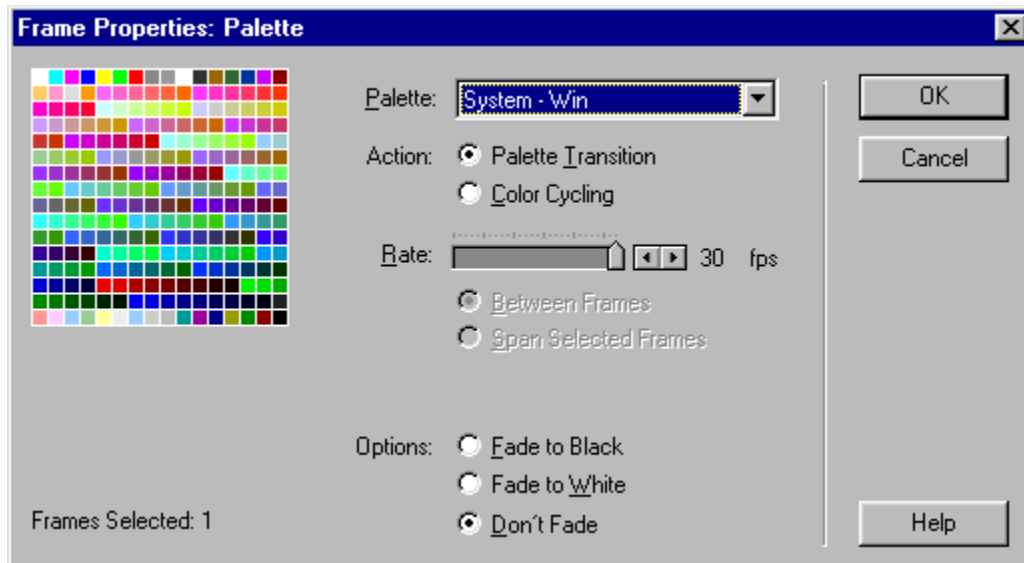 Frame Properties: Palette
Palette: System - Win
OK
Action: Palette Transition
Cancel
Color Cycling
Rate: 30 fps
Between Frames
Span Selected Frames
Options: Fade to Black
Fade to White
Frames Selected: 1
Don't Fade
Help